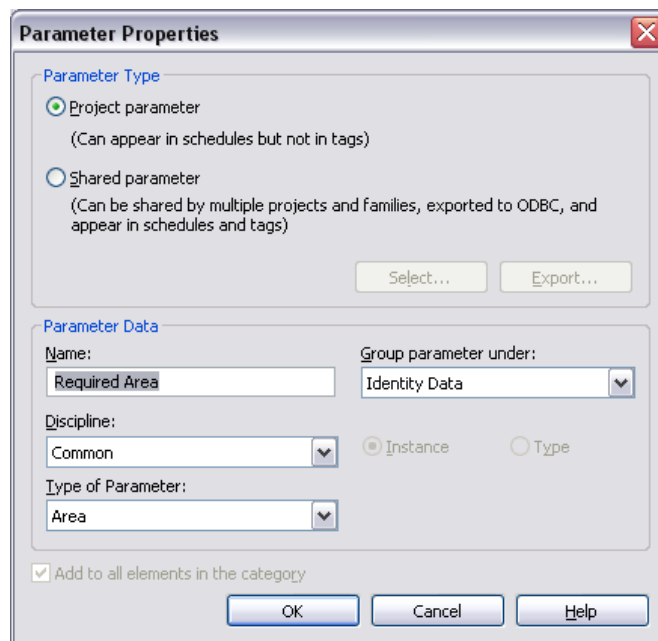 Parameter Properties
Parameter Type
Project parameter
(Can appear in schedules but not in tags)
Shared parameter
(Can be shared by multiple projects and families, exported to ODBC, and
appear in schedules and tags)
Select...
Export...
Parameter Data
Name:
Group parameter under:
Required Area
Identity Data
Discipline:
Common
Instance
Type
Type of Parameter:
Area
Add to all elements in the category
OK
Cancel
Help